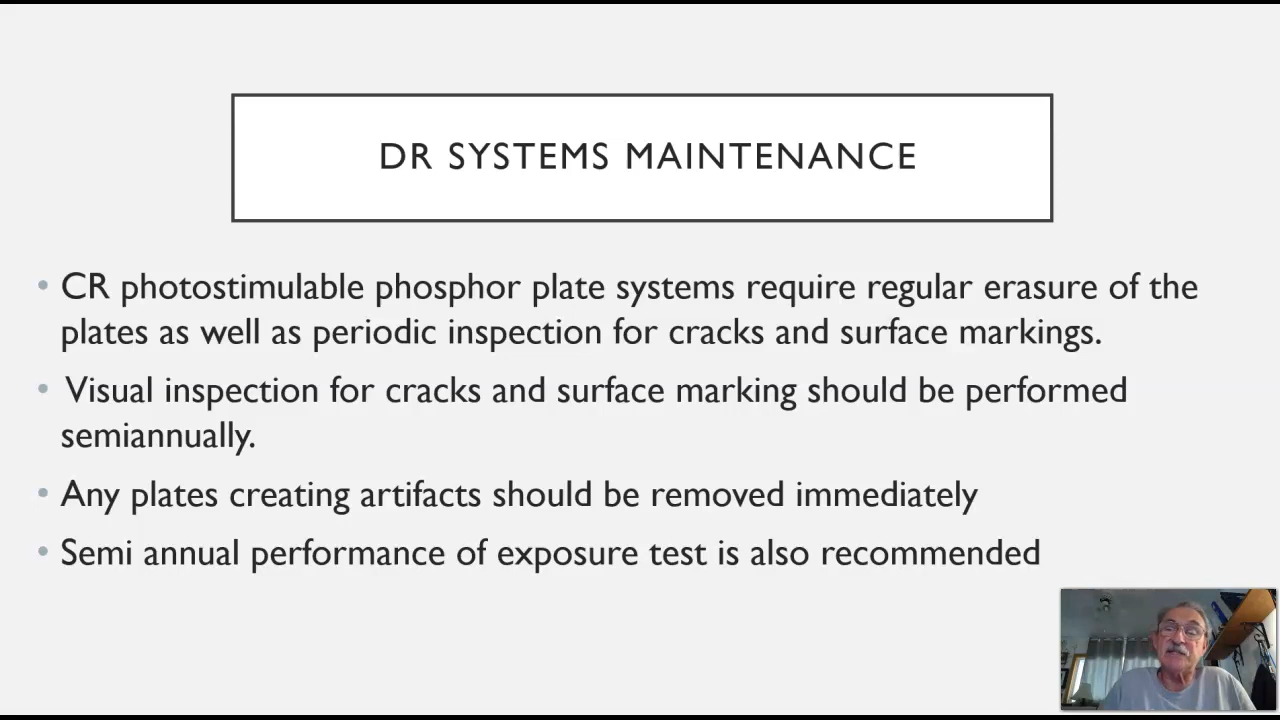 DR SYSTEMS MAINTENANCE
• CR photostimulable phosphor plate systems require regular erasure of the
plates as well as periodic inspection for cracks and surface markings.
• Visual inspection for cracks and surface marking should be performed
semiannually.
• Any plates creating artifacts should be removed immediately
• Semi annual performance of exposure test is also recommended